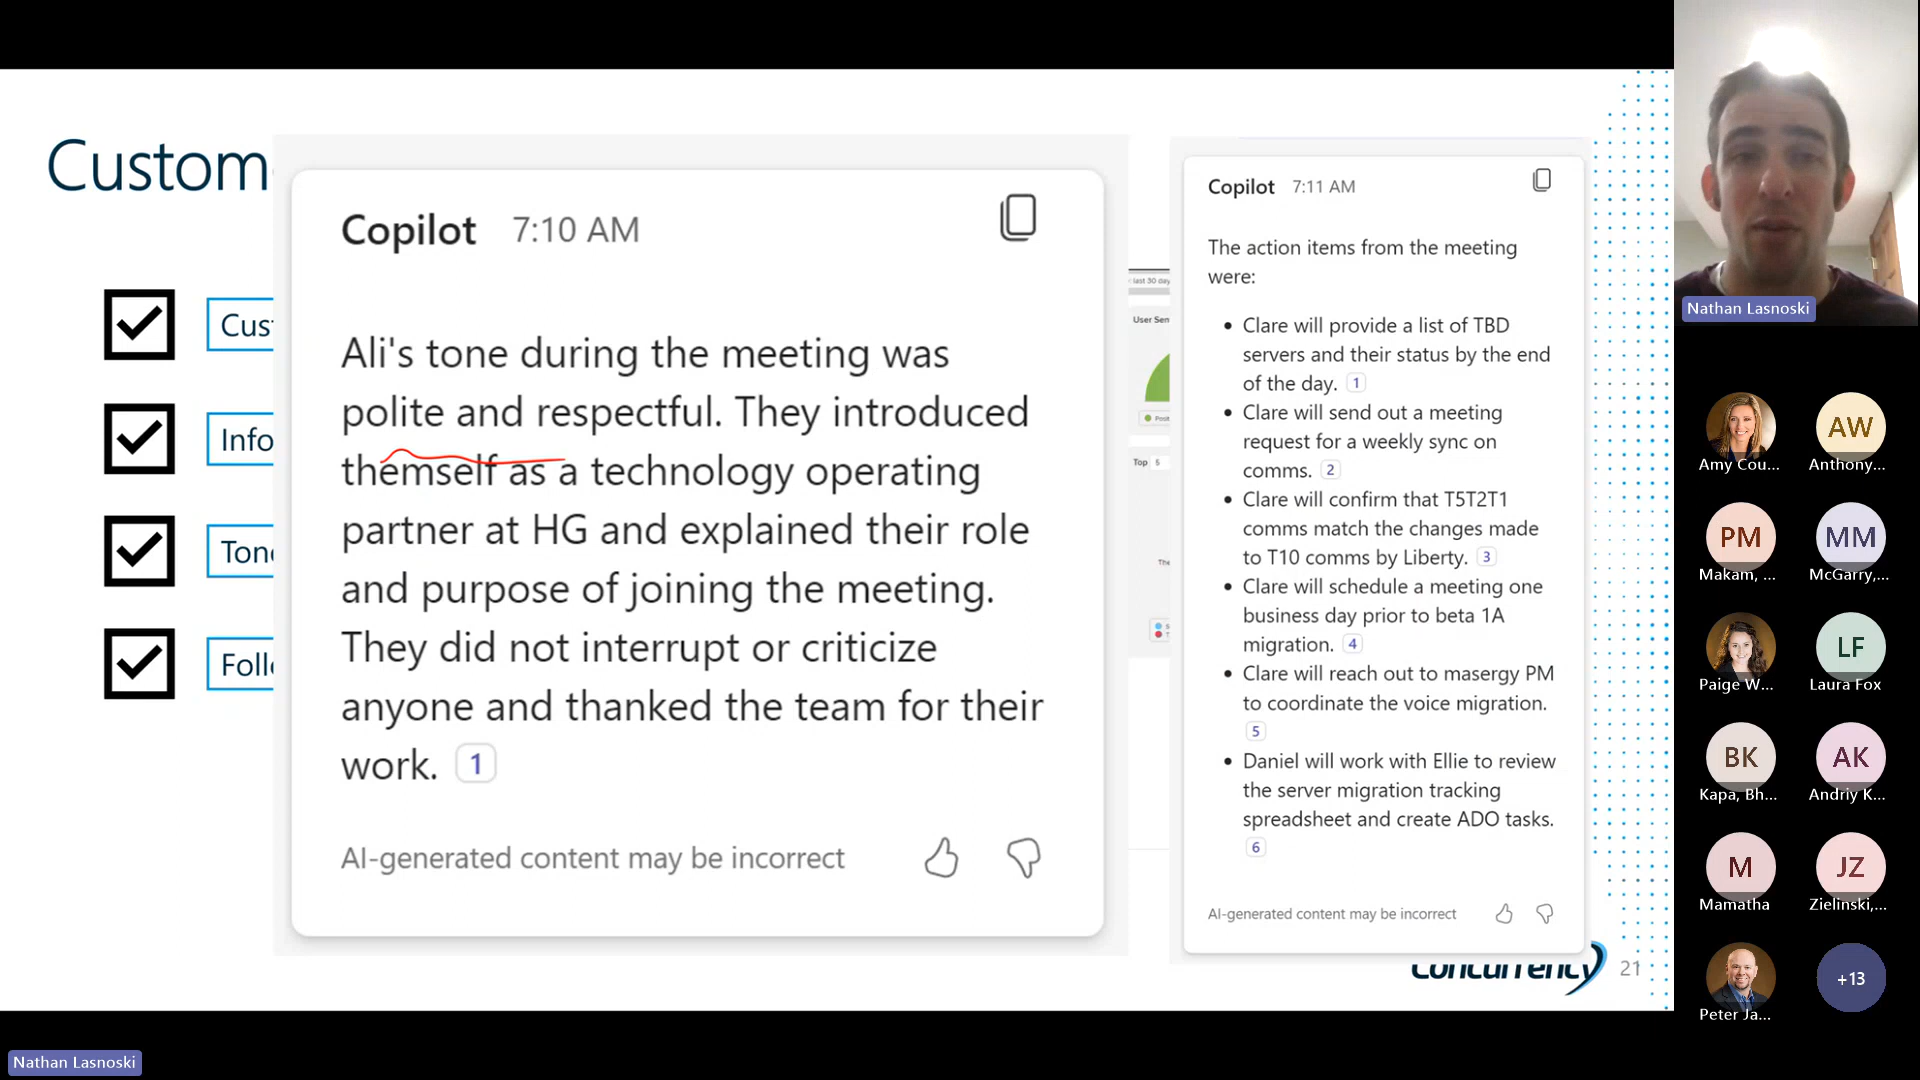 Custom
Cus
Info
Ton
Foll
Copilot 7:10 AM
Ali's tone during the meeting was
polite and respectful. They introduced
themself as a technology operating
partner at HG and explained their role
and purpose of joining the meeting.
They did not interrupt or criticize
anyone and thanked the team for their
work. 1
AI-generated content may be incorrect
last 30 day
User Sen
Posit
Top 5
The
Copilot 7:11 AM
The action items from the meeting
were:
• Clare will provide a list of TBD
servers and their status by the end
of the day. 1
• Clare will send out a meeting
request for a weekly sync on
comms. 2
• Clare will confirm that T5T2T1
comms match the changes made
to T10 comms by Liberty. 3
• Clare will schedule a meeting one
business day prior to beta 1A
migration. 4
• Clare will reach out to masergy PM
to coordinate the voice migration.
5
• Daniel will work with Ellie to review
the server migration tracking
spreadsheet and create ADO tasks.
6
AI-generated content may be incorrect
concurrency 21
Nathan Lasnoski
Amy Cou...
AW
Anthony...
PM
Makam, ...
MM
McGarry,...
Paige W...
LF
Laura Fox
BK
Kapa, Bh...
AK
Andriy K...
M
Mamatha
JZ
Zielinski,...
Peter Ja...
+13
Nathan Lasnoski